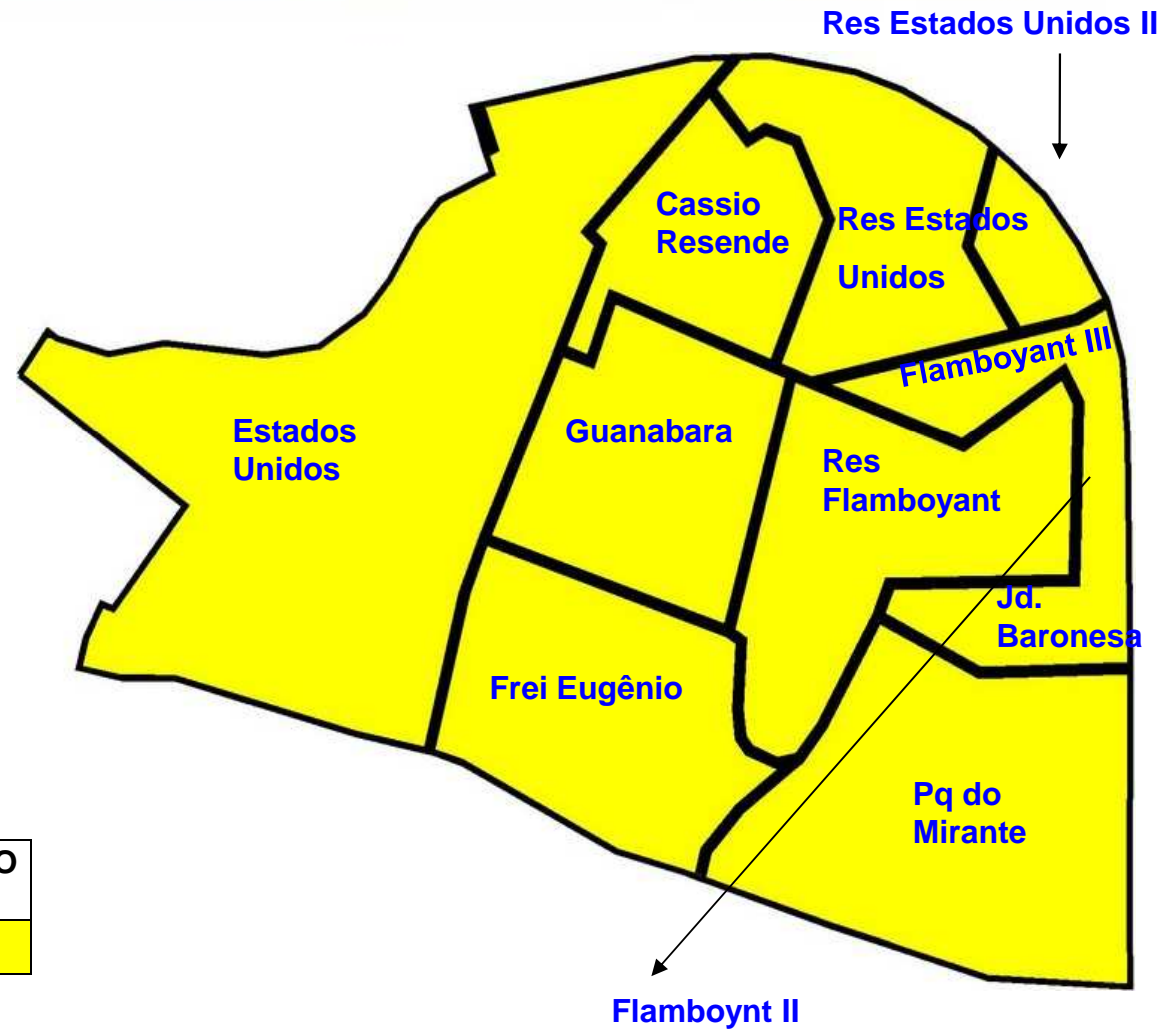 Res Estados Unidos II
Cassio
Resende
Res Estados
Unidos
Flamboyant III
Estados
Unidos
Guanabara
Res
Flamboyant
Jd.
Baronesa
Frei Eugênio
Pq do
Mirante
O
Flamboynt II